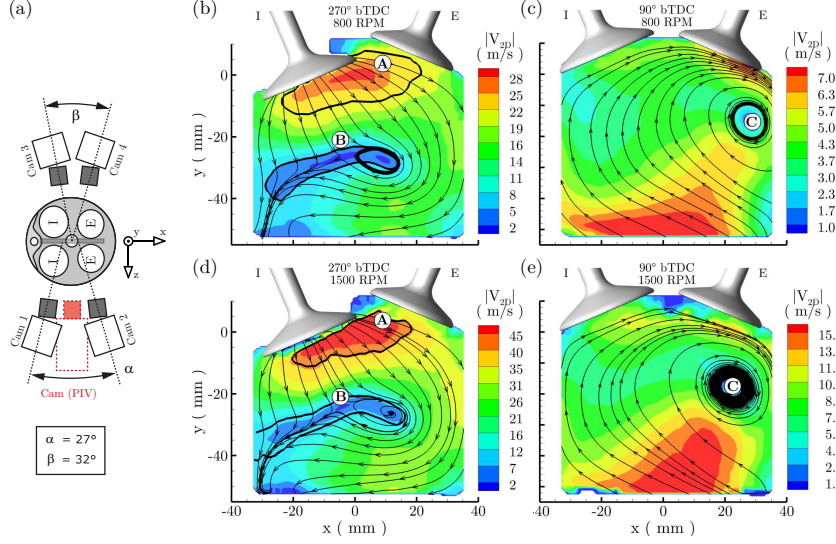 (a)
β
Cam 3
Cam 4
I
E
I
E
y
x
z
Cam 1
Cam 2
α
Cam (PIV)
α = 27°
β = 32°
(b)
I
270° bTDC
800 RPM
E
|V2D|
(m/s)
A
B
y ( mm )
0
-20
-40
28
25
22
19
16
14
11
8
5
2
(c)
I
90° bTDC
800 RPM
E
|V2D|
(m/s)
C
7.0
6.3
5.7
5.0
4.3
3.7
3.0
2.3
1.7
1.0
(d)
I
270° bTDC
1500 RPM
E
|V2D|
m/s)
A
B
y ( mm )
0
-20
-40
-40
20
0
20
40
x ( mm )
45
40
35
31
26
21
16
12
7
2
(e)
I
90° bTDC
1500 RPM
E
|V2D|
(m/s)
C
-40
-20
0
20
40
x ( mm )
15.
13.
12.
10.
9.
7.
5.
4.
2.
1.